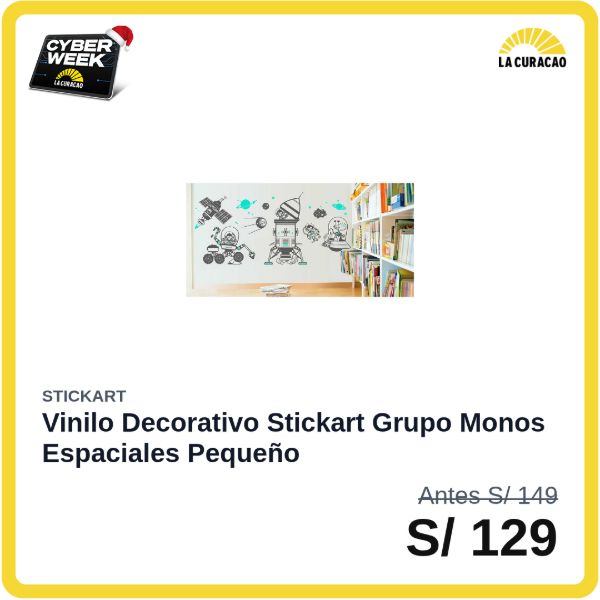 CYBER
WEEK
LA CURACAO
LA CURACAO
STICKART
Vinilo Decorativo Stickart Grupo Monos
Espaciales Pequeño
Antes S/ 149
S/ 129